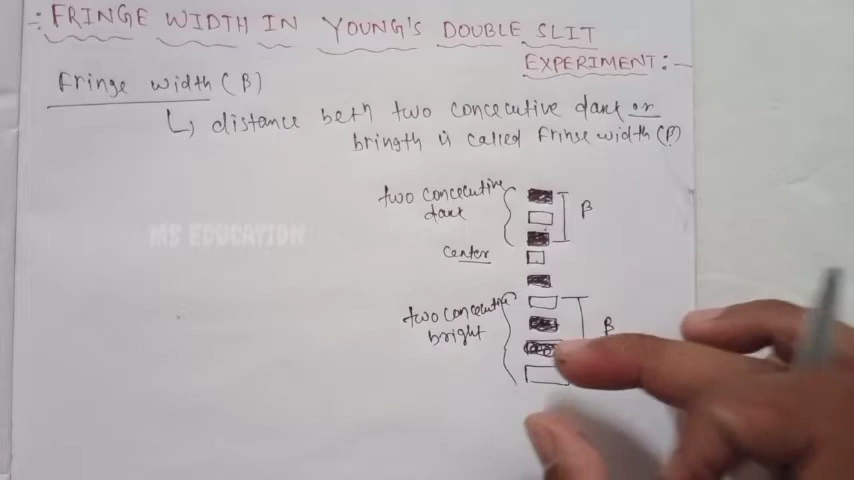 :- FRINGE WIDTH IN YOUNG'S DOUBLE SLIT
EXPERIMENT:-
Fringe width (β)
↳ distance betn two concecutive dark or
bringth is called Fringe width (β)
two concecutive
dark
β
center
two concecutive
bright
β
MS EDUCATION